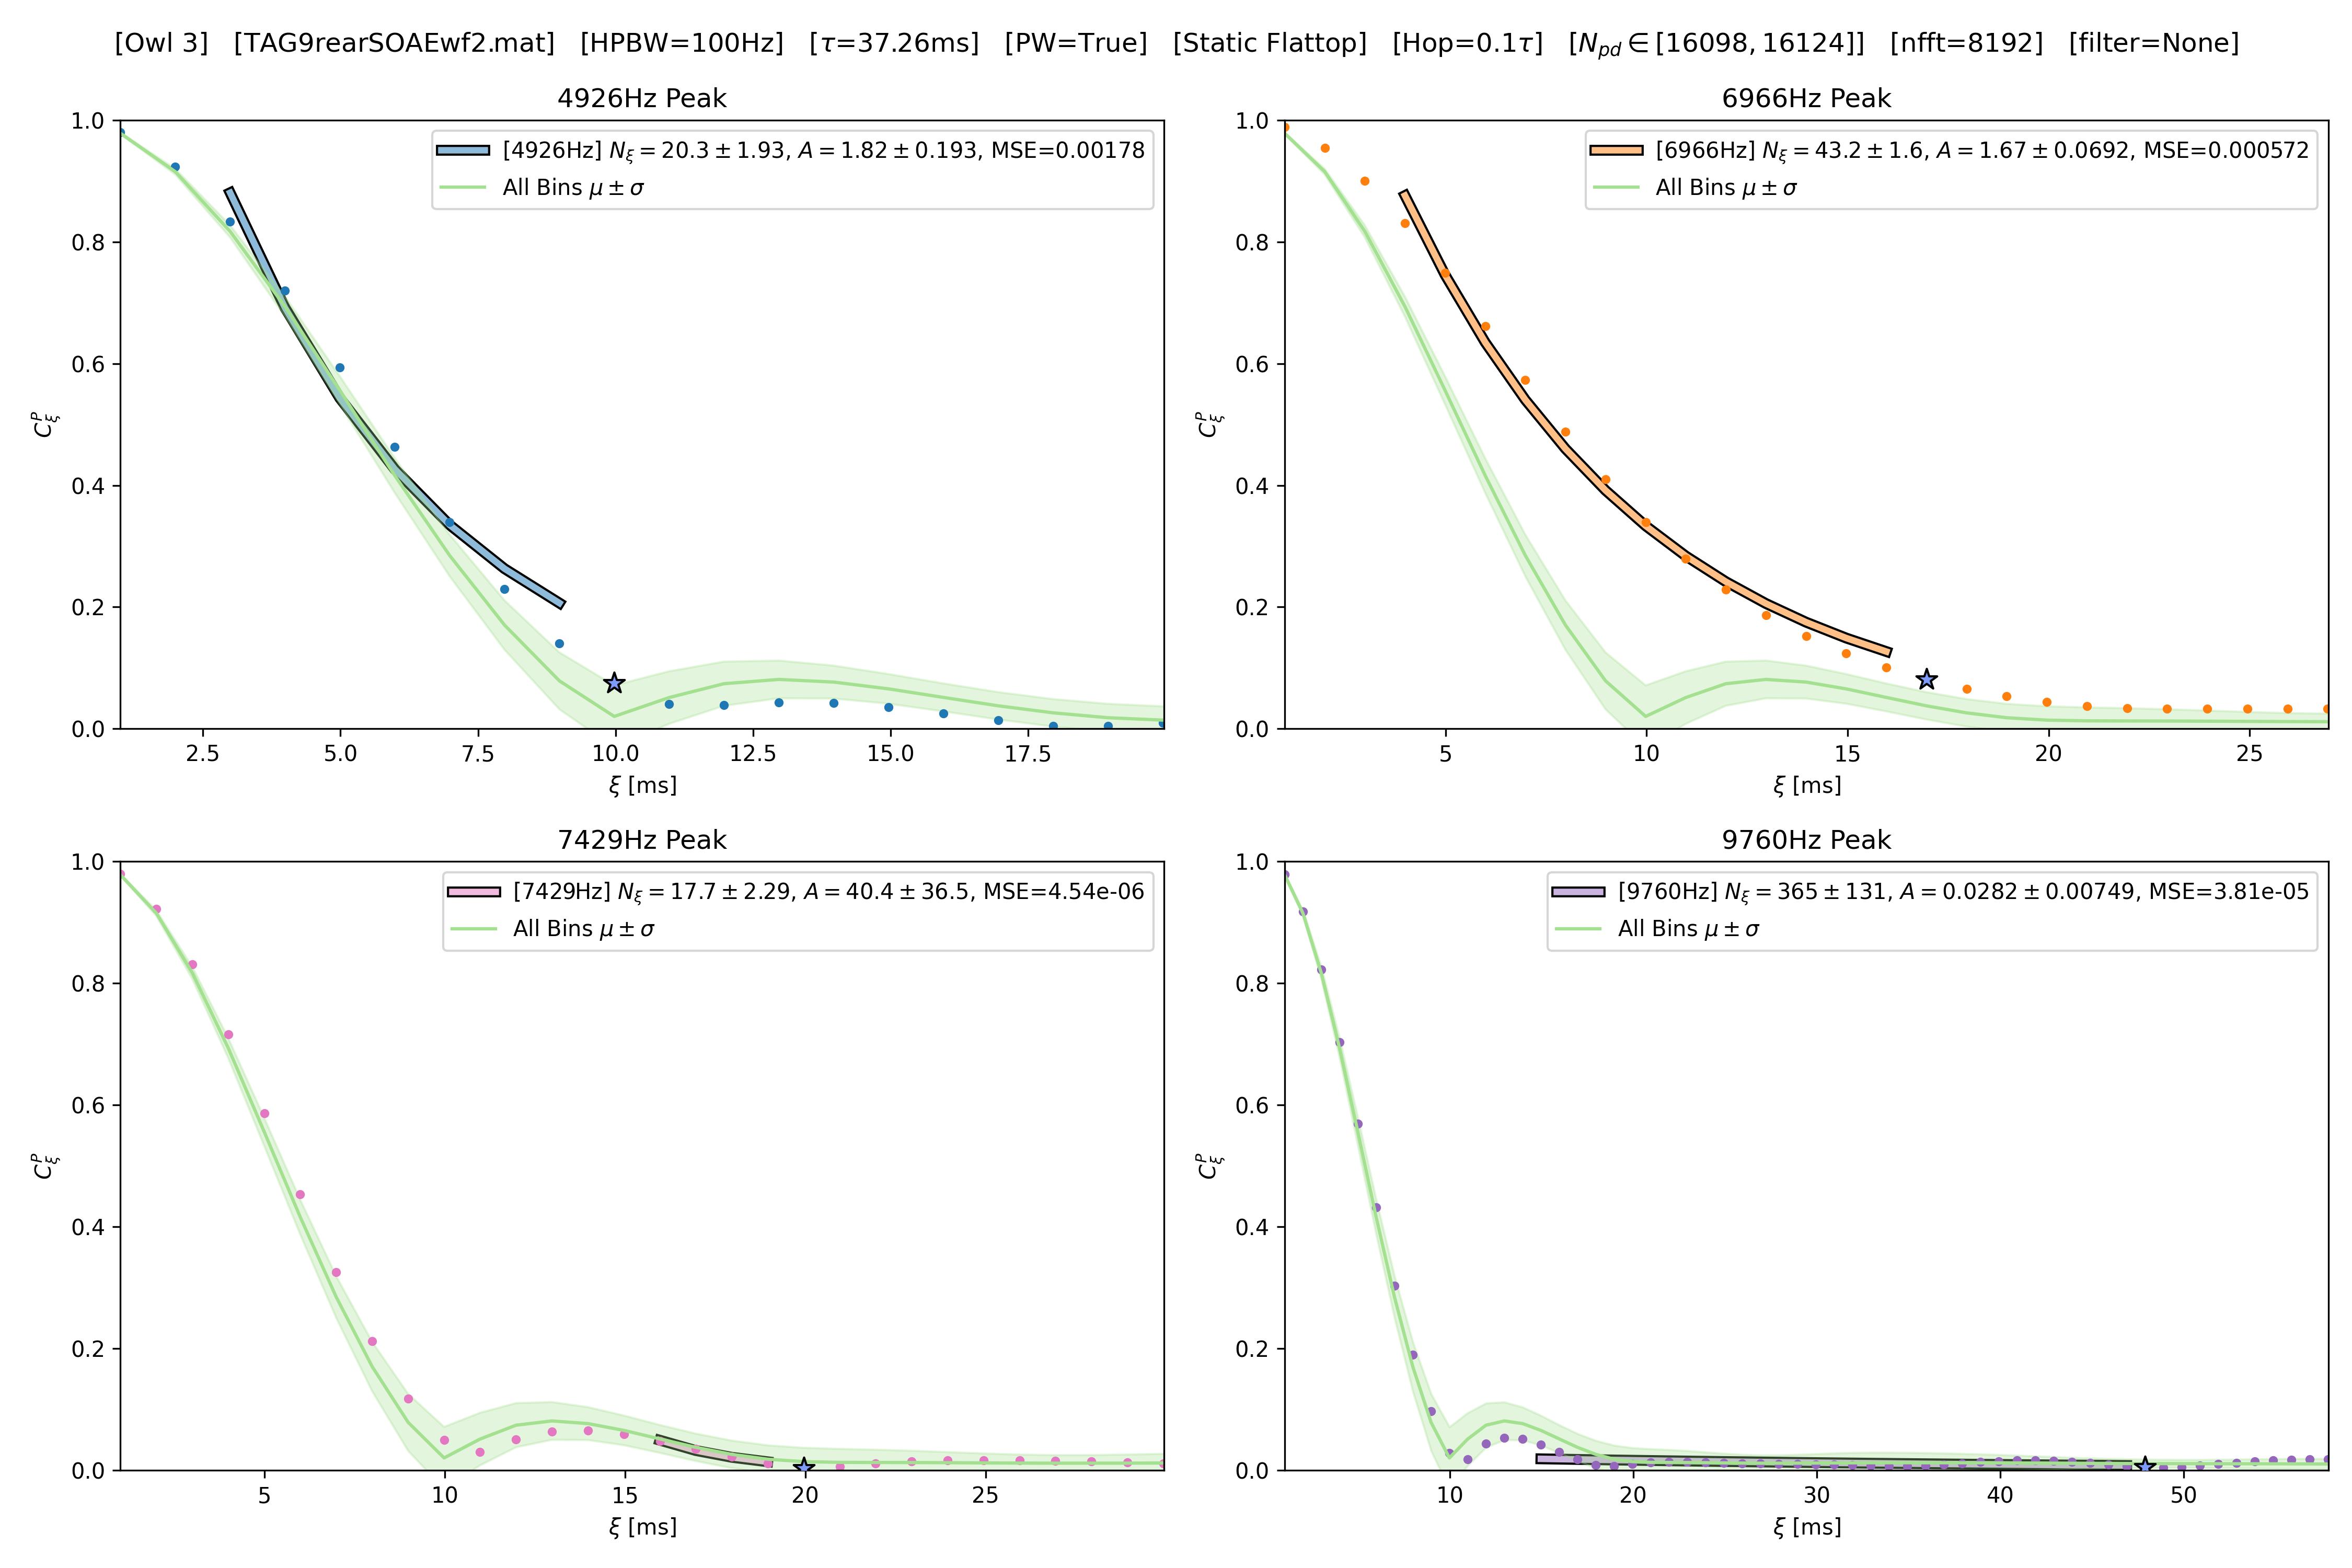 [Owl 3] [TAG9rearSOAEwf2.mat] [HPBW=100Hz] [τ=37.26ms] [PW=True] [Static Flattop] [Hop=0.1τ] [N_{pd} ∈ [16098, 16124]] [nfft=8192] [filter=None]
4926Hz Peak
[4926Hz] N_ξ = 20.3 ± 1.93, A = 1.82 ± 0.193, MSE=0.00178
All Bins μ ± σ
1.0
0.8
0.6
0.4
0.2
0.0
C_ξ^P
2.5 5.0 7.5 10.0 12.5 15.0 17.5
ξ [ms]
6966Hz Peak
[6966Hz] N_ξ = 43.2 ± 1.6, A = 1.67 ± 0.0692, MSE=0.000572
All Bins μ ± σ
1.0
0.8
0.6
0.4
0.2
0.0
C_ξ^P
5 10 15 20 25
ξ [ms]
7429Hz Peak
[7429Hz] N_ξ = 17.7 ± 2.29, A = 40.4 ± 36.5, MSE=4.54e-06
All Bins μ ± σ
1.0
0.8
0.6
0.4
0.2
0.0
C_ξ^P
5 10 15 20 25
ξ [ms]
9760Hz Peak
[9760Hz] N_ξ = 365 ± 131, A = 0.0282 ± 0.00749, MSE=3.81e-05
All Bins μ ± σ
1.0
0.8
0.6
0.4
0.2
0.0
C_ξ^P
10 20 30 40 50
ξ [ms]